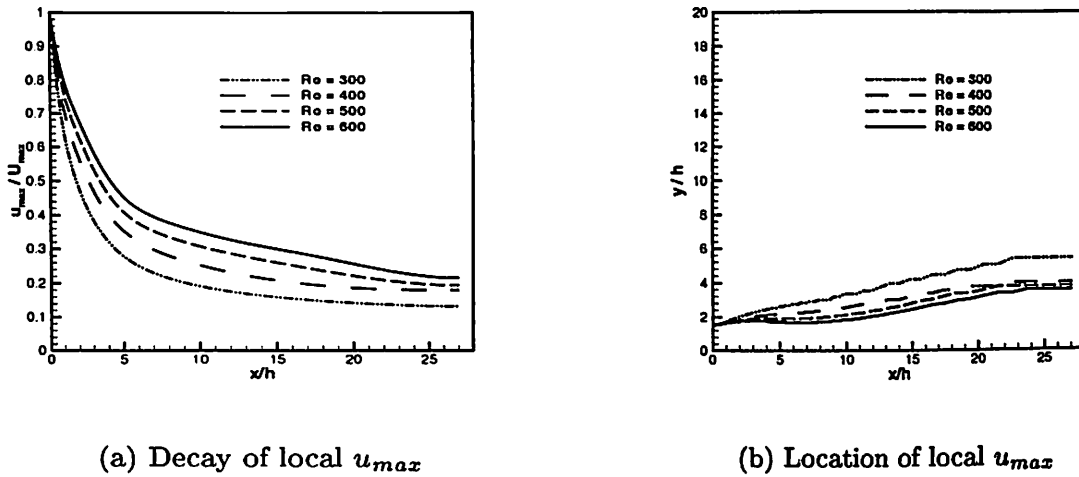 1
0.9
0.8
0.7
0.6
0.5
0.4
0.3
0.2
0.1
0
u_max / U_max
0 5 10 15 20 25
x/h
Re = 300
Re = 400
Re = 500
Re = 600
(a) Decay of local u_max
20
18
16
14
12
10
8
6
4
2
0
y/h
0 5 10 15 20 25
x/h
Re = 300
Re = 400
Re = 500
Re = 600
(b) Location of local u_max